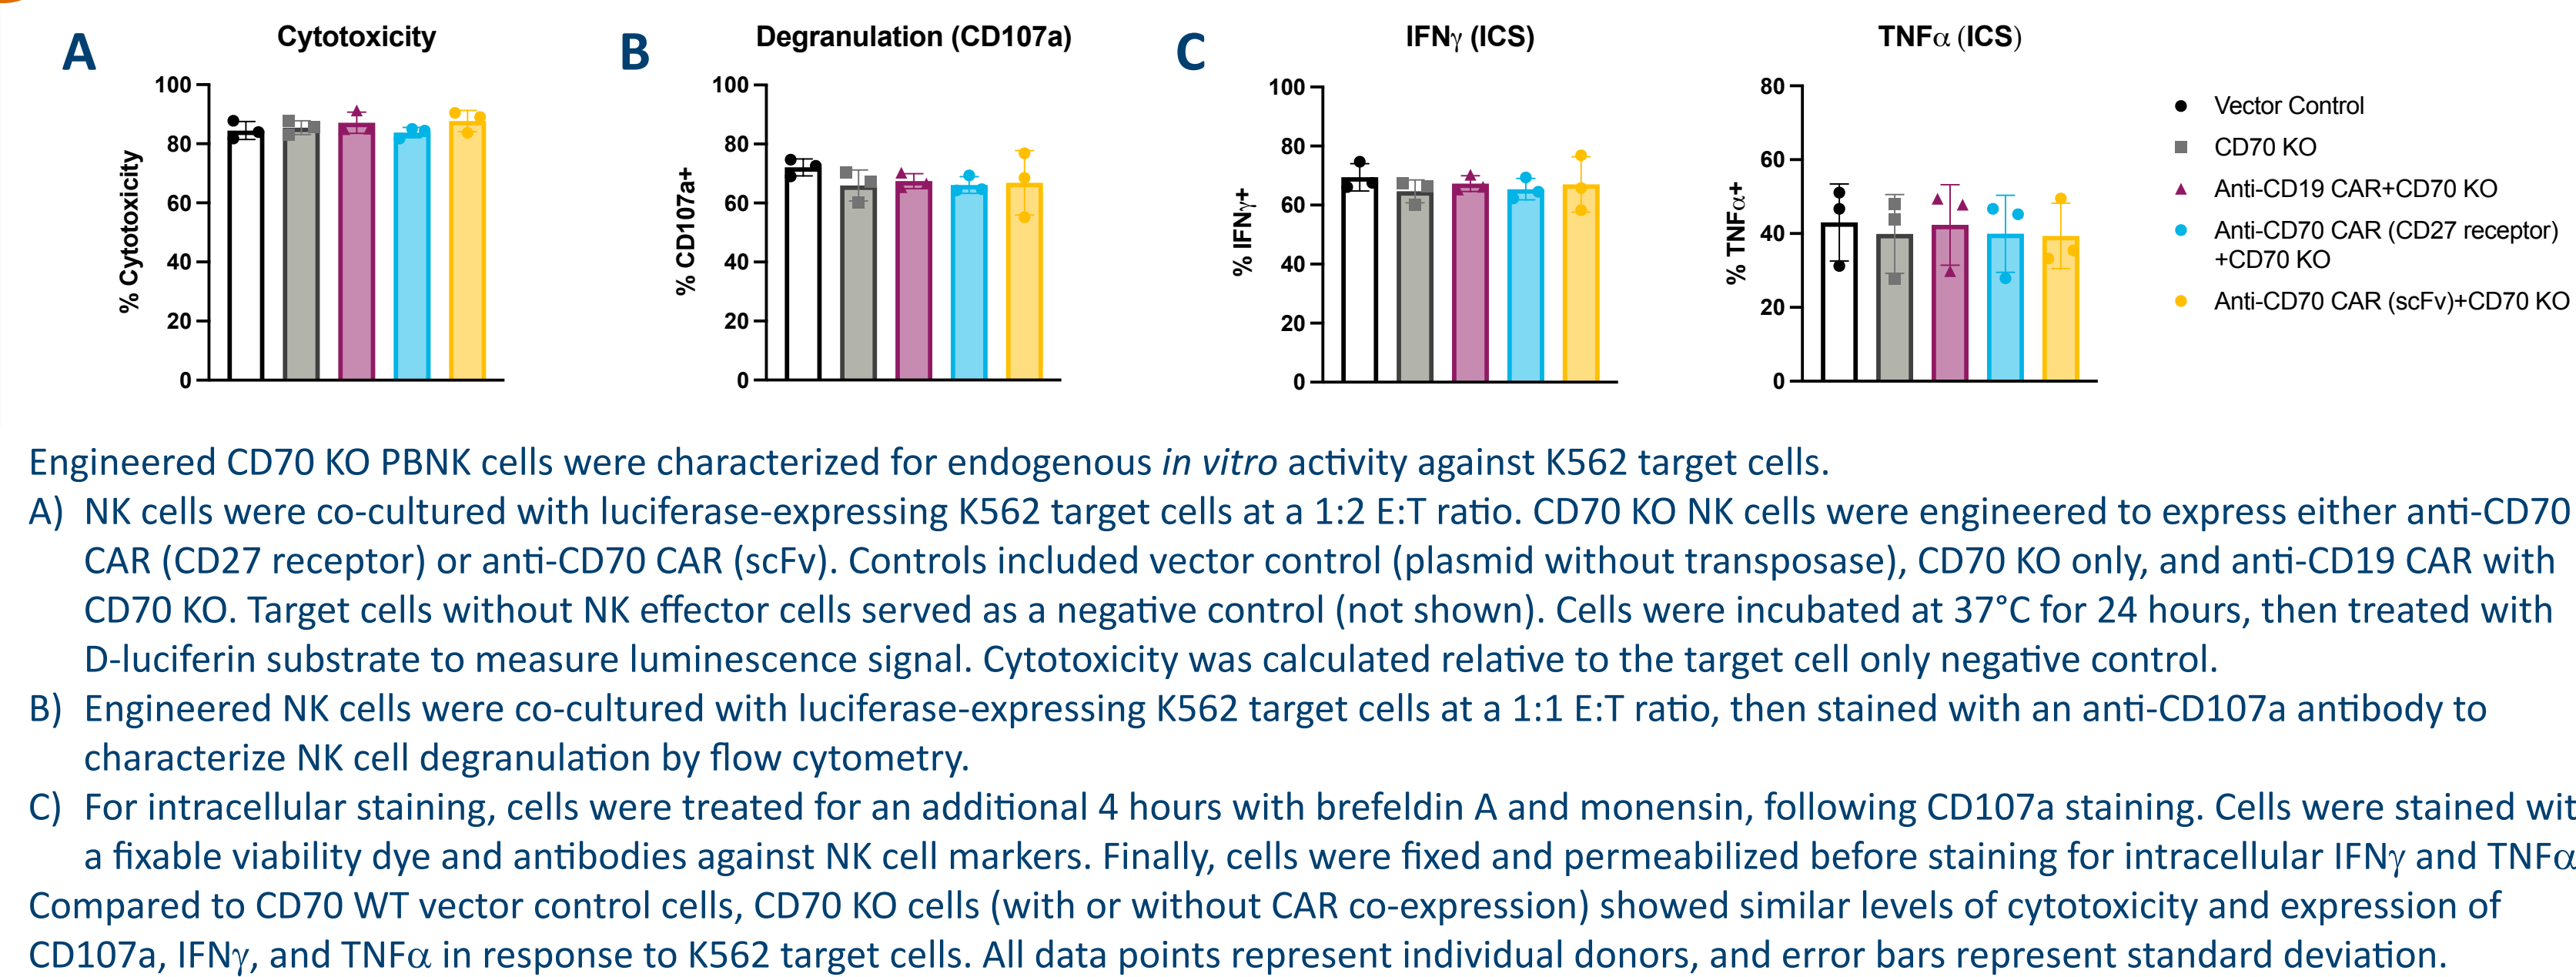 A
Cytotoxicity
% Cytotoxicity
100
80
60
40
20
0
B
Degranulation (CD107a)
% CD107a+
100
80
60
40
20
0
C
IFNγ (ICS)
% IFNγ+
100
80
60
40
20
0
TNFα (ICS)
% TNFα+
80
60
40
20
0
Vector Control
CD70 KO
Anti-CD19 CAR+CD70 KO
Anti-CD70 CAR (CD27 receptor)
+CD70 KO
Anti-CD70 CAR (scFv)+CD70 KO
Engineered CD70 KO PBNK cells were characterized for endogenous in vitro activity against K562 target cells.
A) NK cells were co-cultured with luciferase-expressing K562 target cells at a 1:2 E:T ratio. CD70 KO NK cells were engineered to express either anti-CD70
CAR (CD27 receptor) or anti-CD70 CAR (scFv). Controls included vector control (plasmid without transposase), CD70 KO only, and anti-CD19 CAR with
CD70 KO. Target cells without NK effector cells served as a negative control (not shown). Cells were incubated at 37°C for 24 hours, then treated with
D-luciferin substrate to measure luminescence signal. Cytotoxicity was calculated relative to the target cell only negative control.
B) Engineered NK cells were co-cultured with luciferase-expressing K562 target cells at a 1:1 E:T ratio, then stained with an anti-CD107a antibody to
characterize NK cell degranulation by flow cytometry.
C) For intracellular staining, cells were treated for an additional 4 hours with brefeldin A and monensin, following CD107a staining. Cells were stained wit
a fixable viability dye and antibodies against NK cell markers. Finally, cells were fixed and permeabilized before staining for intracellular IFNγ and TNFα
Compared to CD70 WT vector control cells, CD70 KO cells (with or without CAR co-expression) showed similar levels of cytotoxicity and expression of
CD107a, IFNγ, and TNFα in response to K562 target cells. All data points represent individual donors, and error bars represent standard deviation.